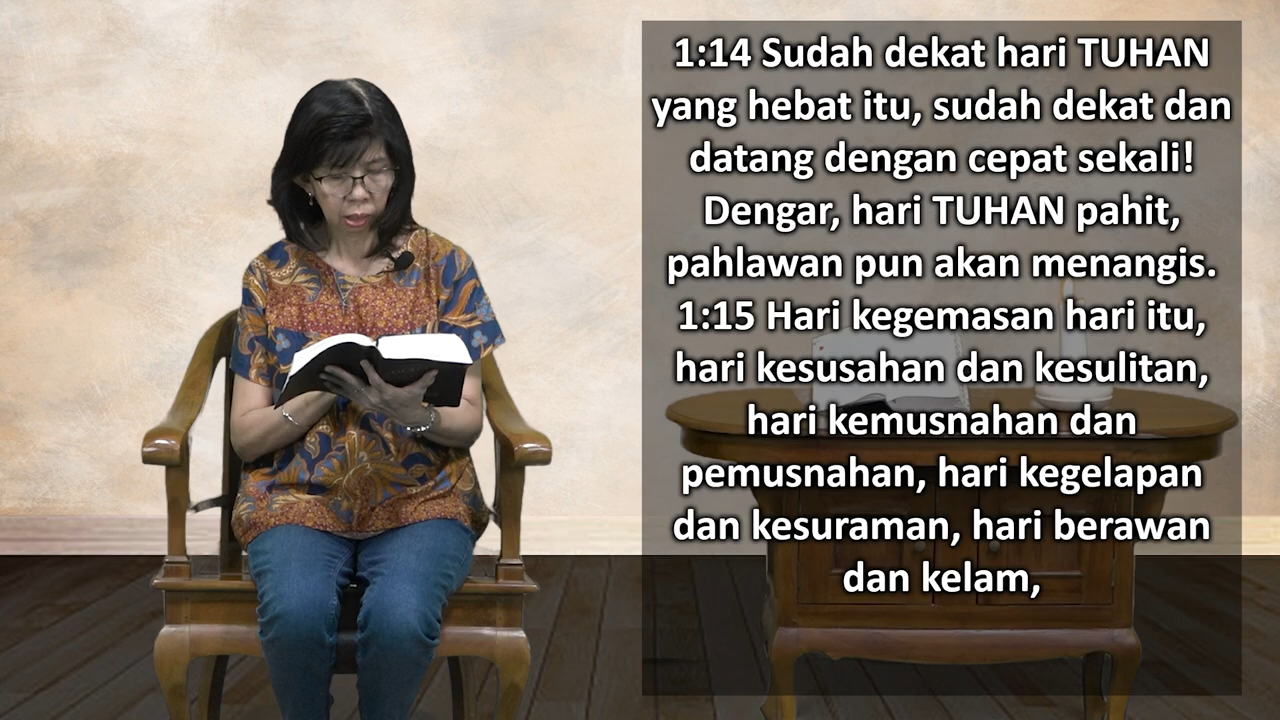 1:14 Sudah dekat hari TUHAN
yang hebat itu, sudah dekat dan
datang dengan cepat sekali!
Dengar, hari TUHAN pahit,
pahlawan pun akan menangis.
1:15 Hari kegemasan hari itu,
hari kesusahan dan kesulitan,
hari kemusnahan dan
pemusnahan, hari kegelapan
dan kesuraman, hari berawan
dan kelam,